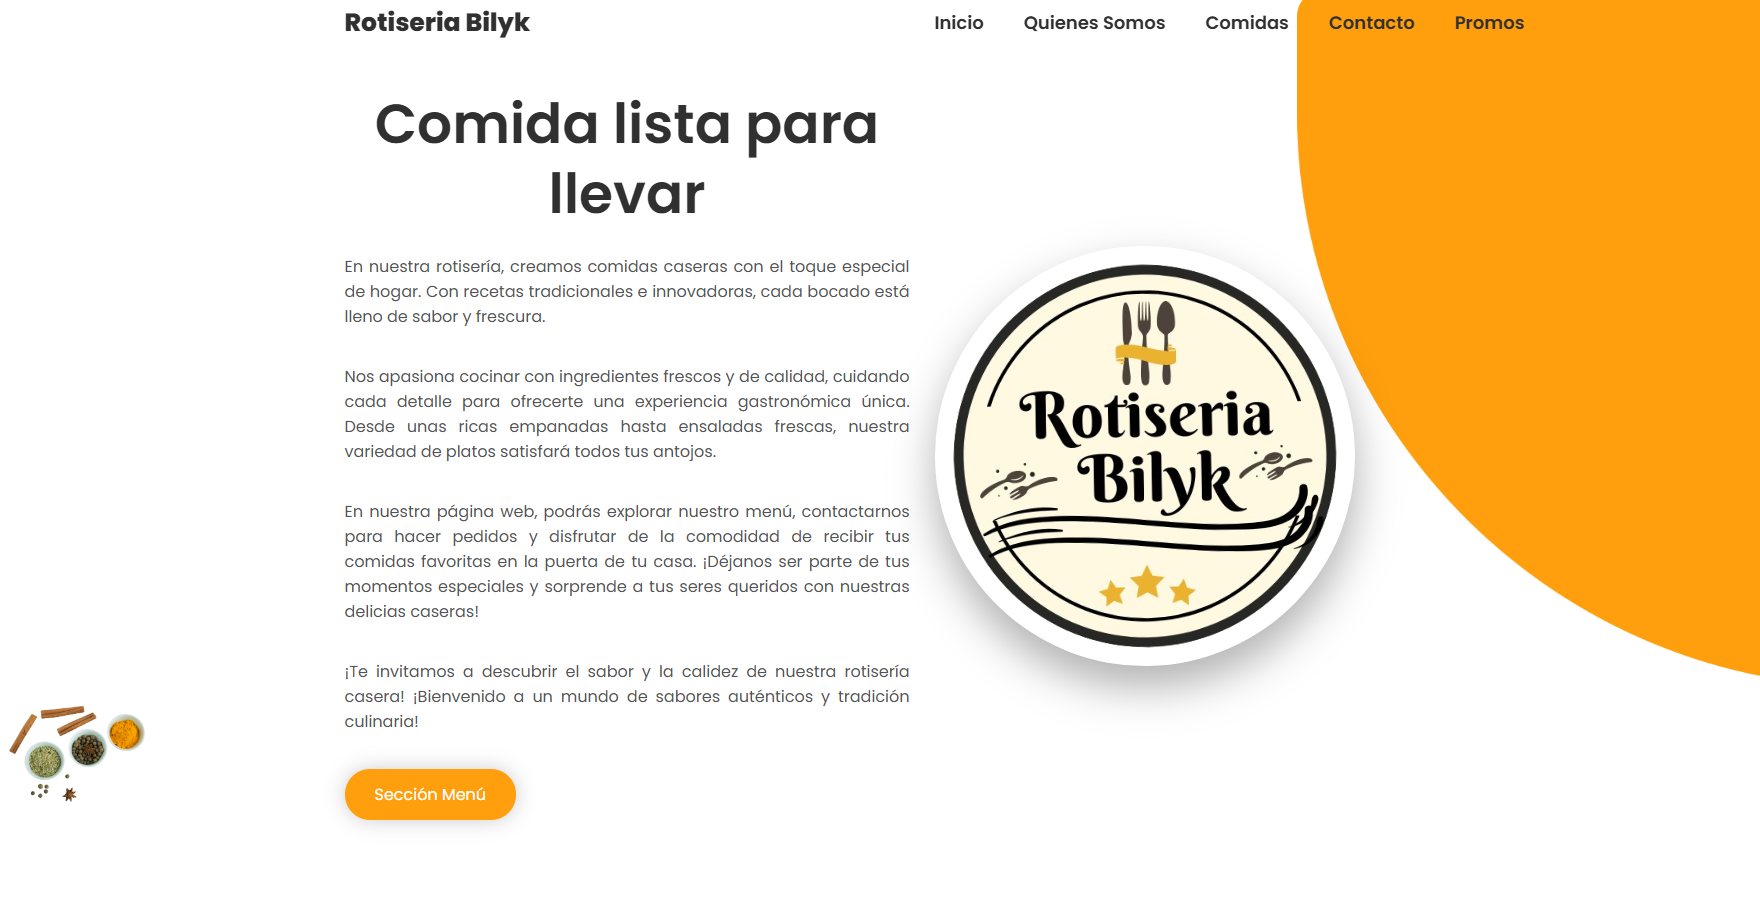 Rotiseria Bilyk
Inicio Quienes Somos Comidas Contacto Promos
Comida lista para
llevar
En nuestra rotisería, creamos comidas caseras con el toque especial
de hogar. Con recetas tradicionales e innovadoras, cada bocado está
lleno de sabor y frescura.
Nos apasiona cocinar con ingredientes frescos y de calidad, cuidando
cada detalle para ofrecerte una experiencia gastronómica única.
Desde unas ricas empanadas hasta ensaladas frescas, nuestra
variedad de platos satisfará todos tus antojos.
En nuestra página web, podrás explorar nuestro menú, contactarnos
para hacer pedidos y disfrutar de la comodidad de recibir tus
comidas favoritas en la puerta de tu casa. ¡Déjanos ser parte de tus
momentos especiales y sorprende a tus seres queridos con nuestras
delicias caseras!
¡Te invitamos a descubrir el sabor y la calidez de nuestra rotisería
casera! ¡Bienvenido a un mundo de sabores auténticos y tradición
culinaria!
Sección Menú
Rotiseria
Bilyk